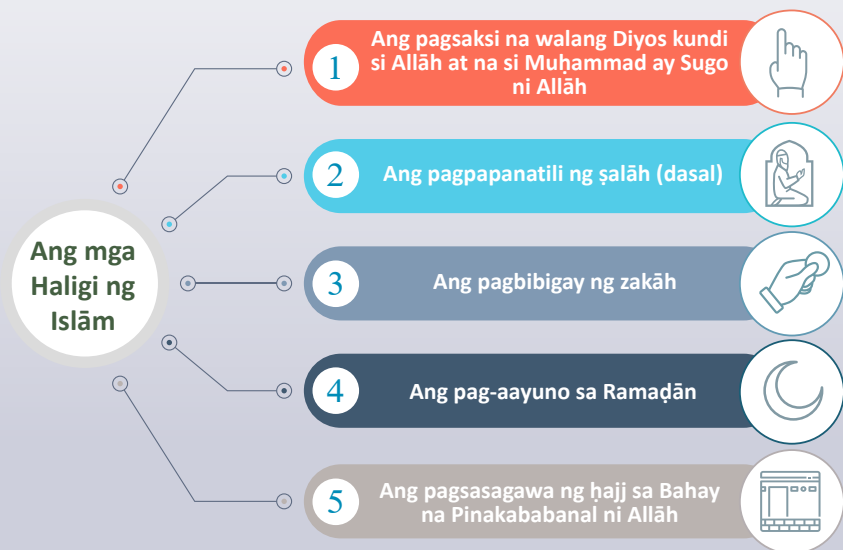 Ang mga
Haligi ng
Islām
1
Ang pagsaksi na walang Diyos kundi
si Allāh at na si Muḥammad ay Sugo
ni Allāh
2
Ang pagpapanatili ng ṣalāh (dasal)
3
Ang pagbibigay ng zakāh
4
Ang pag-aayuno sa Ramaḍān
5
Ang pagsasagawa ng ḥajj sa Bahay
na Pinakababanal ni Allāh